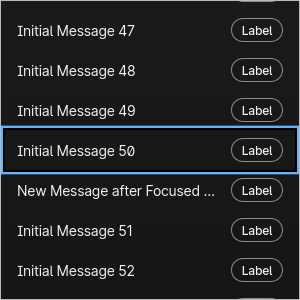 Initial Message 47 Label
Initial Message 48 Label
Initial Message 49 Label
Initial Message 50 Label
New Message after Focused ... Label
Initial Message 51 Label
Initial Message 52 Label